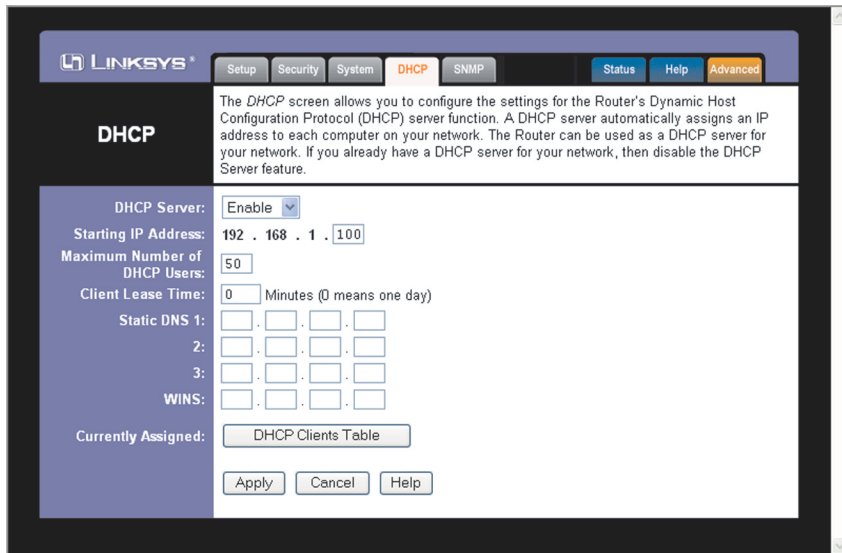 LINKSYS®
Setup Security System DHCP SNMP Status Help Advanced
DHCP
The DHCP screen allows you to configure the settings for the Router's Dynamic Host
Configuration Protocol (DHCP) server function. A DHCP server automatically assigns an IP
address to each computer on your network. The Router can be used as a DHCP server for
your network. If you already have a DHCP server for your network, then disable the DHCP
Server feature.
DHCP Server: Enable
Starting IP Address: 192 . 168 . 1 . 100
Maximum Number of
DHCP Users: 50
Client Lease Time: 0 Minutes (0 means one day)
Static DNS 1: . . .
2: . . .
3: . . .
WINS: . . .
Currently Assigned: DHCP Clients Table
Apply Cancel Help